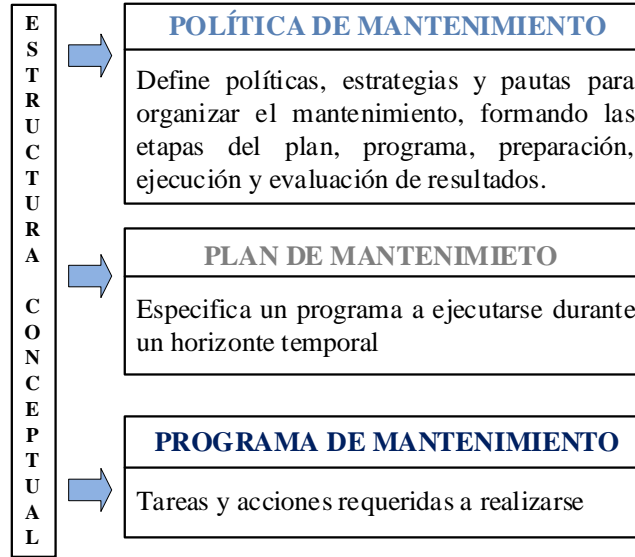 ESTRUCTURA CONCEPTUAL
POLÍTICA DE MANTENIMIENTO
Define políticas, estrategias y pautas para
organizar el mantenimiento, formando las
etapas del plan, programa, preparación,
ejecución y evaluación de resultados.
PLAN DE MANTENIMIETO
Especifica un programa a ejecutarse durante
un horizonte temporal
PROGRAMA DE MANTENIMIENTO
Tareas y acciones requeridas a realizarse